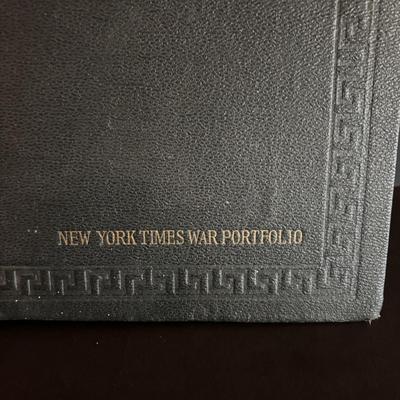 NEW YORK TIMES WAR PORTFOLIO